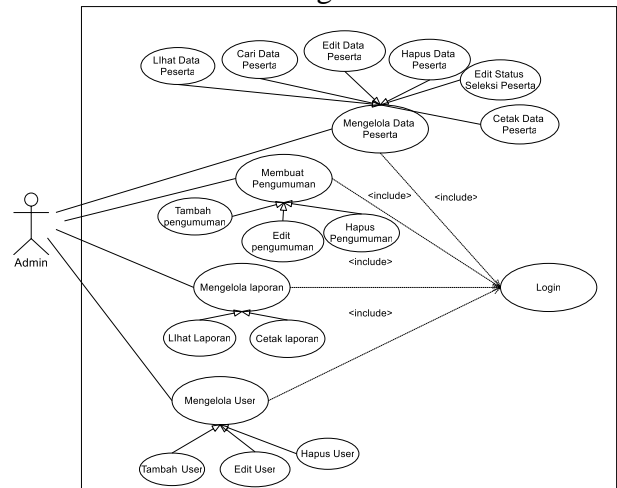 LIhat Data
Peserta
Cari Data
Peserta
Edit Data
Peserta
Hapus Data
Peserta
Edit Status
Seleksi Peserta
Cetak Data
Peserta
Mengelola Data
Peserta
Membuat
Pengumuman
<include>
<include>
Tambah
pengumuman
Edit
pengumuman
Hapus
Pengumuman
<include>
Admin
Mengelola laporan
Login
LIhat Laporan
Cetak laporan
<include>
Mengelola User
Tambah User
Edit User
Hapus User